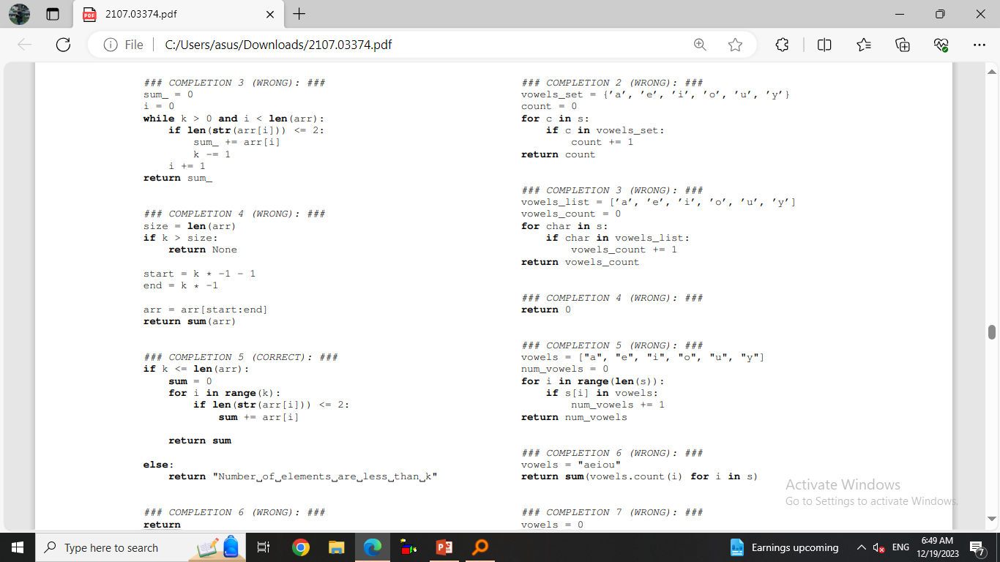 2107.03374.pdf
File
C:/Users/asus/Downloads/2107.03374.pdf
### COMPLETION 3 (WRONG): ###
sum_ = 0
i = 0
while k > 0 and i < len(arr):
    if len(str(arr[i])) <= 2:
        sum_ += arr[i]
        k -= 1
    i += 1
return sum_
### COMPLETION 4 (WRONG): ###
size = len(arr)
if k > size:
    return None
start = k * -1 - 1
end = k * -1
arr = arr[start:end]
return sum(arr)
### COMPLETION 5 (CORRECT): ###
if k <= len(arr):
    sum = 0
    for i in range(k):
        if len(str(arr[i])) <= 2:
            sum += arr[i]
    return sum
else:
    return "Number␣of␣elements␣are␣less␣than␣k"
### COMPLETION 6 (WRONG): ###
return
### COMPLETION 2 (WRONG): ###
vowels_set = {’a’, ’e’, ’i’, ’o’, ’u’, ’y’}
count = 0
for c in s:
    if c in vowels_set:
        count += 1
return count
### COMPLETION 3 (WRONG): ###
vowels_list = [’a’, ’e’, ’i’, ’o’, ’u’, ’y’]
vowels_count = 0
for char in s:
    if char in vowels_list:
        vowels_count += 1
return vowels_count
### COMPLETION 4 (WRONG): ###
return 0
### COMPLETION 5 (WRONG): ###
vowels = ["a", "e", "i", "o", "u", "y"]
num_vowels = 0
for i in range(len(s)):
    if s[i] in vowels:
        num_vowels += 1
return num_vowels
### COMPLETION 6 (WRONG): ###
vowels = "aeiou"
return sum(vowels.count(i) for i in s)
### COMPLETION 7 (WRONG): ###
vowels = 0
Activate Windows
Go to Settings to activate Windows.
Type here to search
Earnings upcoming
ENG
6:49 AM
12/19/2023
7